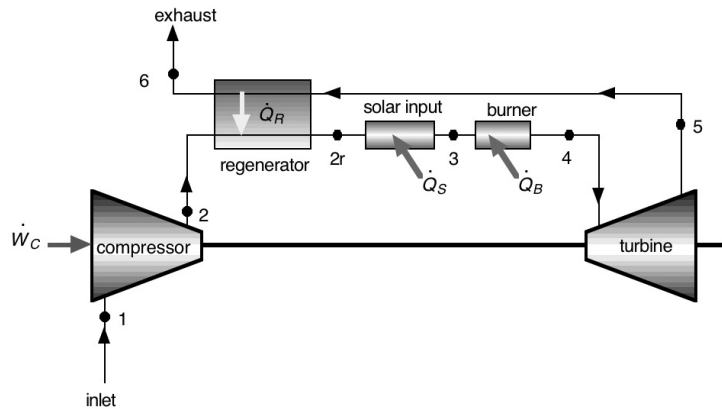 exhaust
6
Q̇R
solar input
burner
regenerator
2r
3
4
5
Q̇S
Q̇B
2
ẆC
compressor
turbine
1
inlet